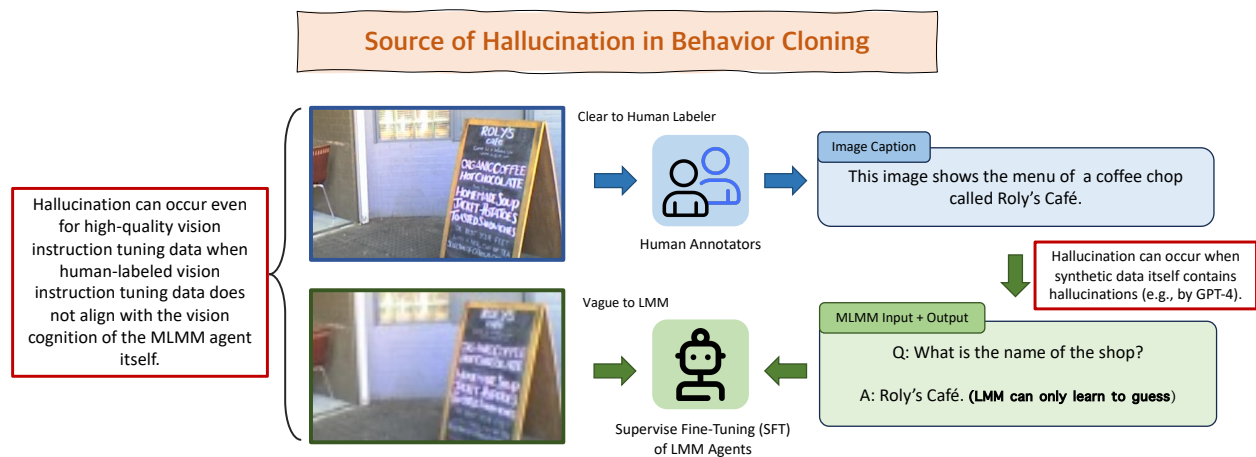 Source of Hallucination in Behavior Cloning
Hallucination can occur even
for high-quality vision
instruction tuning data when
human-labeled vision
instruction tuning data does
not align with the vision
cognition of the MLMM agent
itself.
ROLY'S
café
ORGANIC COFFEE
HOT CHOCOLATE
HOMEMADE SOUP
JACKET-POTATOES
TOASTED SANDWICHES
Clear to Human Labeler
Human Annotators
Image Caption
This image shows the menu of a coffee chop
called Roly's Café.
Hallucination can occur when
synthetic data itself contains
hallucinations (e.g., by GPT-4).
Vague to LMM
Supervise Fine-Tuning (SFT)
of LMM Agents
MLMM Input + Output
Q: What is the name of the shop?
A: Roly's Café. (LMM can only learn to guess)